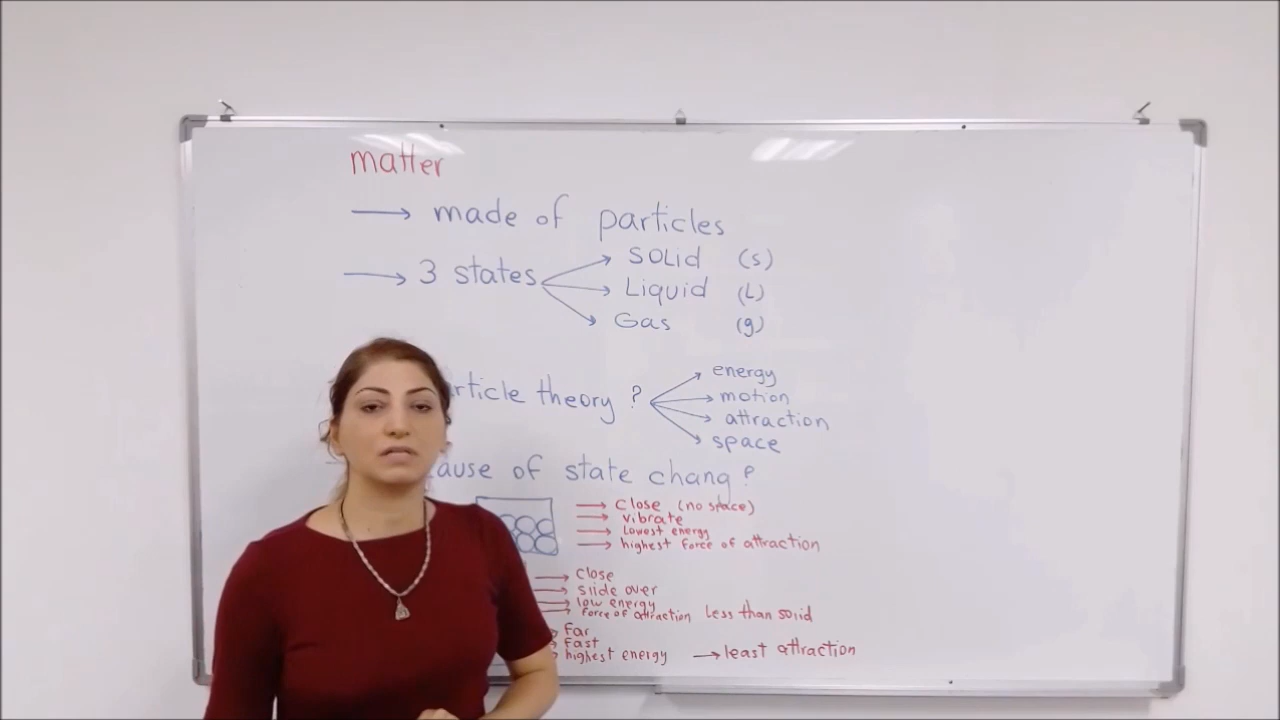 matter
→ made of particles
→ 3 states
SOLid (s)
Liquid (L)
Gas (g)
rticle theory ?
energy
motion
attraction
space
ause of state chang ?
→ Close (no space)
→ vibrate
→ Lowest energy
→ highest force of attraction
→ Close
→ slide over
→ low energy
→ force of attraction less than solid
→ Far
→ Fast
→ highest energy → least attraction